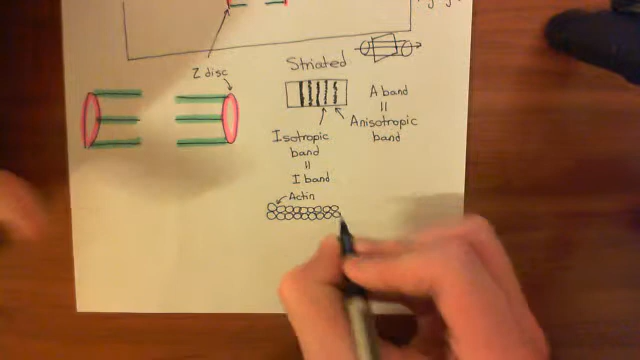 Z disc
Striated
A band
=
Anisotropic
band
Isotropic
band
=
I band
Actin